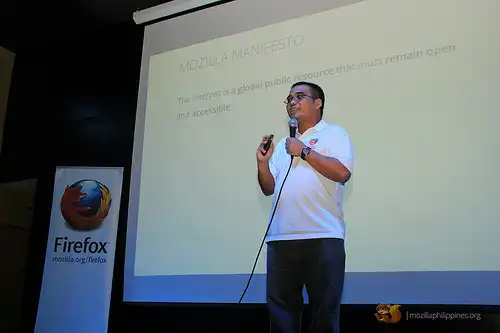 MOZILLA MANIFESTO
The Internet is a global public resource that must remain open
and accessible
Firefox
mozilla.org/firefox
mozillaphilippines.org